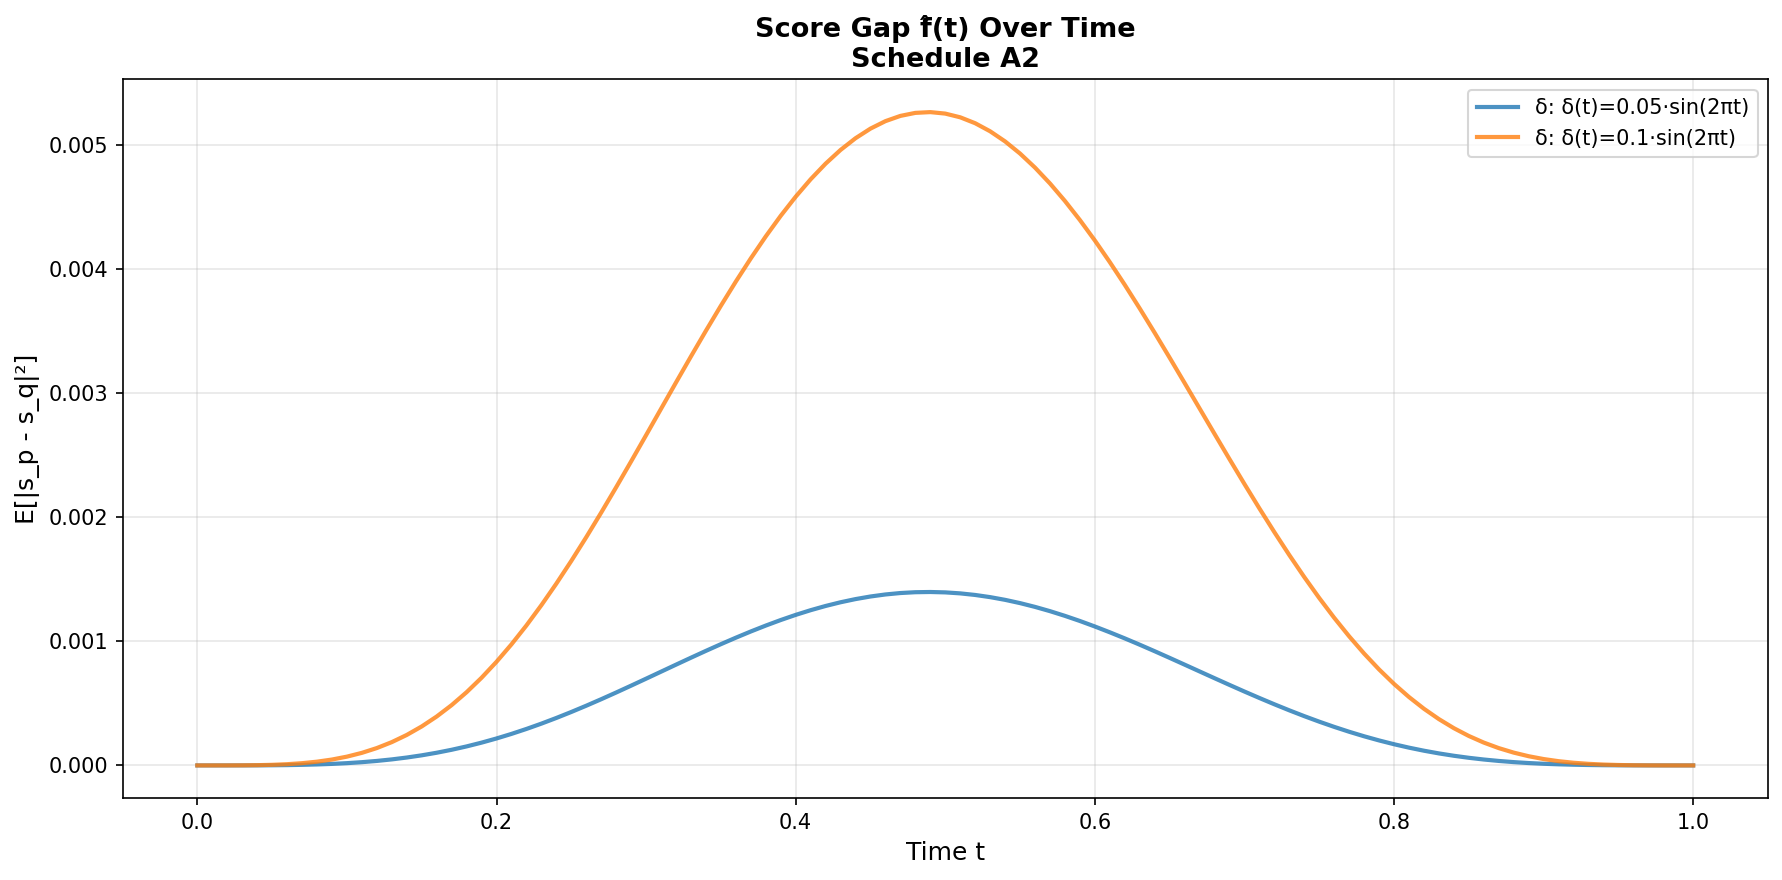 Score Gap f̂(t) Over Time
Schedule A2
δ: δ(t)=0.05·sin(2πt)
δ: δ(t)=0.1·sin(2πt)
E[|s_p - s_q|²]
0.005
0.004
0.003
0.002
0.001
0.000
0.0 0.2 0.4 0.6 0.8 1.0
Time t